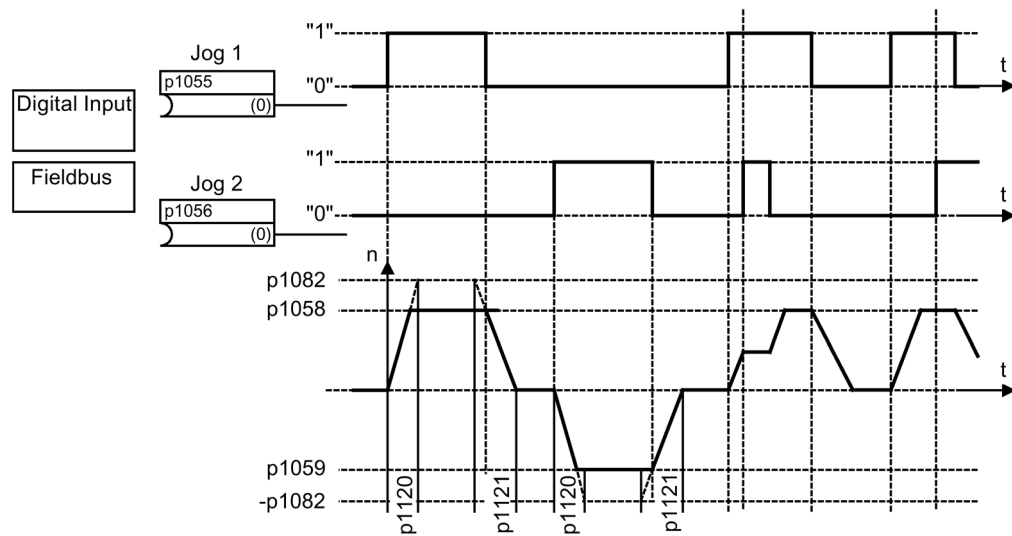 "1"
Jog 1
p1055
"0"
t
Digital Input
(0)
"1"
Fieldbus
Jog 2
p1056
"0"
t
(0)
n
p1082
p1058
t
p1059
-p1082
p1120
p1121
p1120
p1121